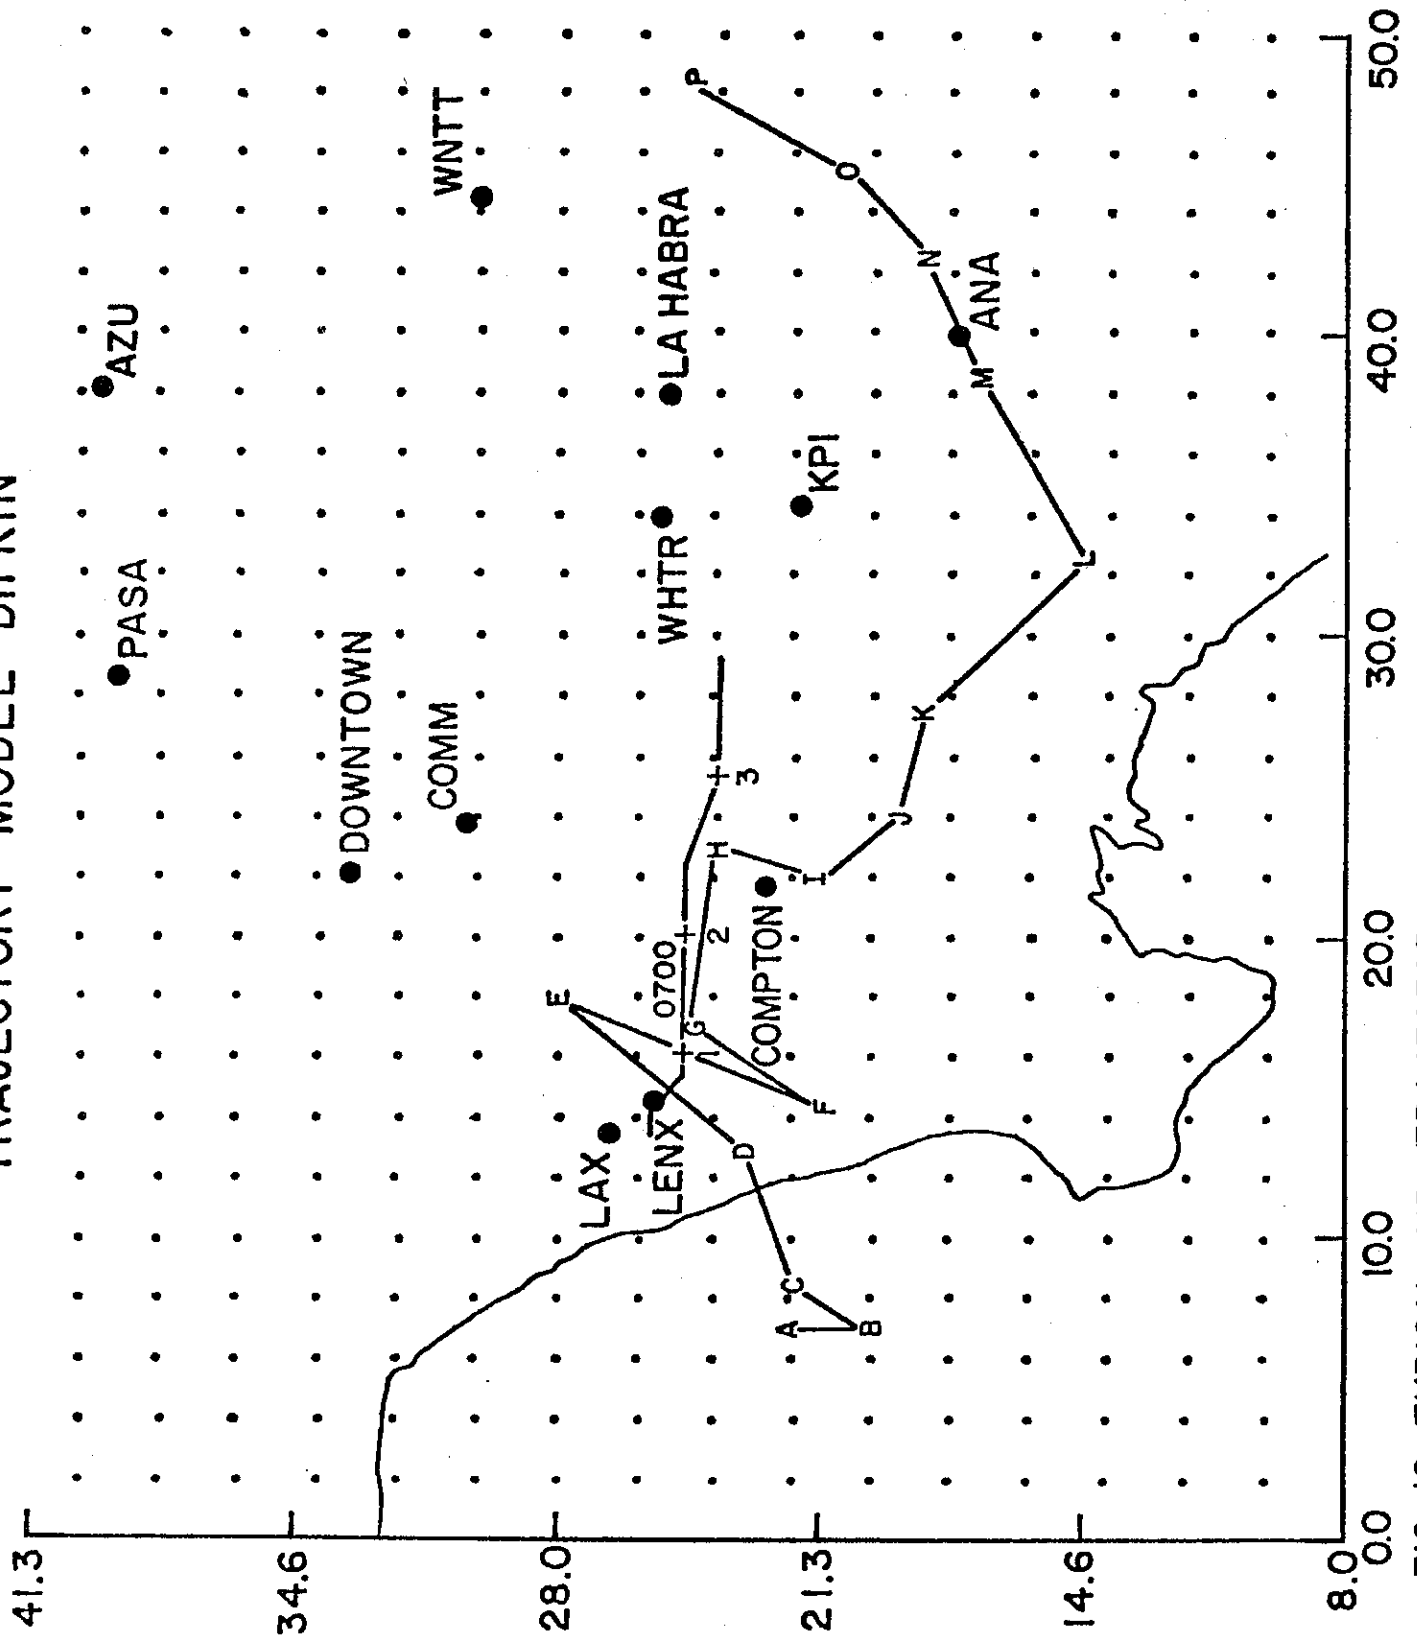 TRAJECTORY MODEL DIFKIN
41.3
34.6
28.0
21.3
14.6
8.0
0.0
10.0
20.0
30.0
40.0
50.0
PASA
AZU
DOWNTOWN
COMM
WNTT
LAX
LENX
WHTR
LA HABRA
KPI
COMPTON
ANA
0700
1
2
3
A
B
C
D
E
F
G
H
I
J
K
L
M
N
O
P